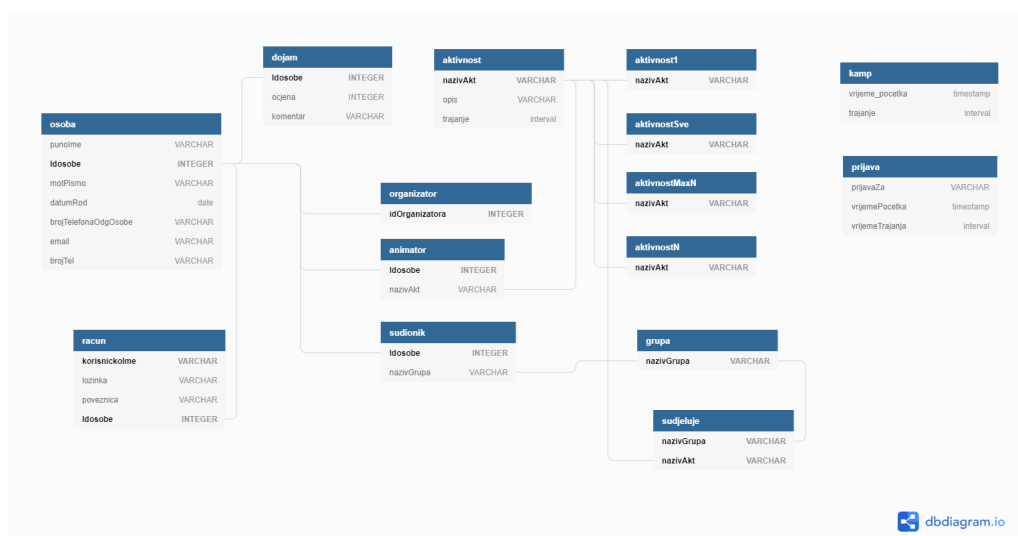 dojam
Idosobe INTEGER
ocjena INTEGER
komentar VARCHAR
aktivnost
nazivAkt VARCHAR
opis VARCHAR
trajanje interval
aktivnost1
nazivAkt VARCHAR
kamp
vrijeme_pocetka timestamp
trajanje interval
osoba
punoIme VARCHAR
Idosobe INTEGER
motPismo VARCHAR
datumRod date
brojTelefonaOdgOsobe VARCHAR
email VARCHAR
brojTel VARCHAR
aktivnostSve
nazivAkt VARCHAR
prijava
prijavaZa VARCHAR
vrijemePocetka timestamp
vrijemeTrajanja interval
aktivnostMaxN
nazivAkt VARCHAR
organizator
idOrganizatora INTEGER
aktivnostN
nazivAkt VARCHAR
animator
Idosobe INTEGER
nazivAkt VARCHAR
sudionik
Idosobe INTEGER
nazivGrupa VARCHAR
racun
korisnickoIme VARCHAR
lozinka VARCHAR
poveznica VARCHAR
Idosobe INTEGER
grupa
nazivGrupa VARCHAR
sudjeluje
nazivGrupa VARCHAR
nazivAkt VARCHAR
dbdiagram.io